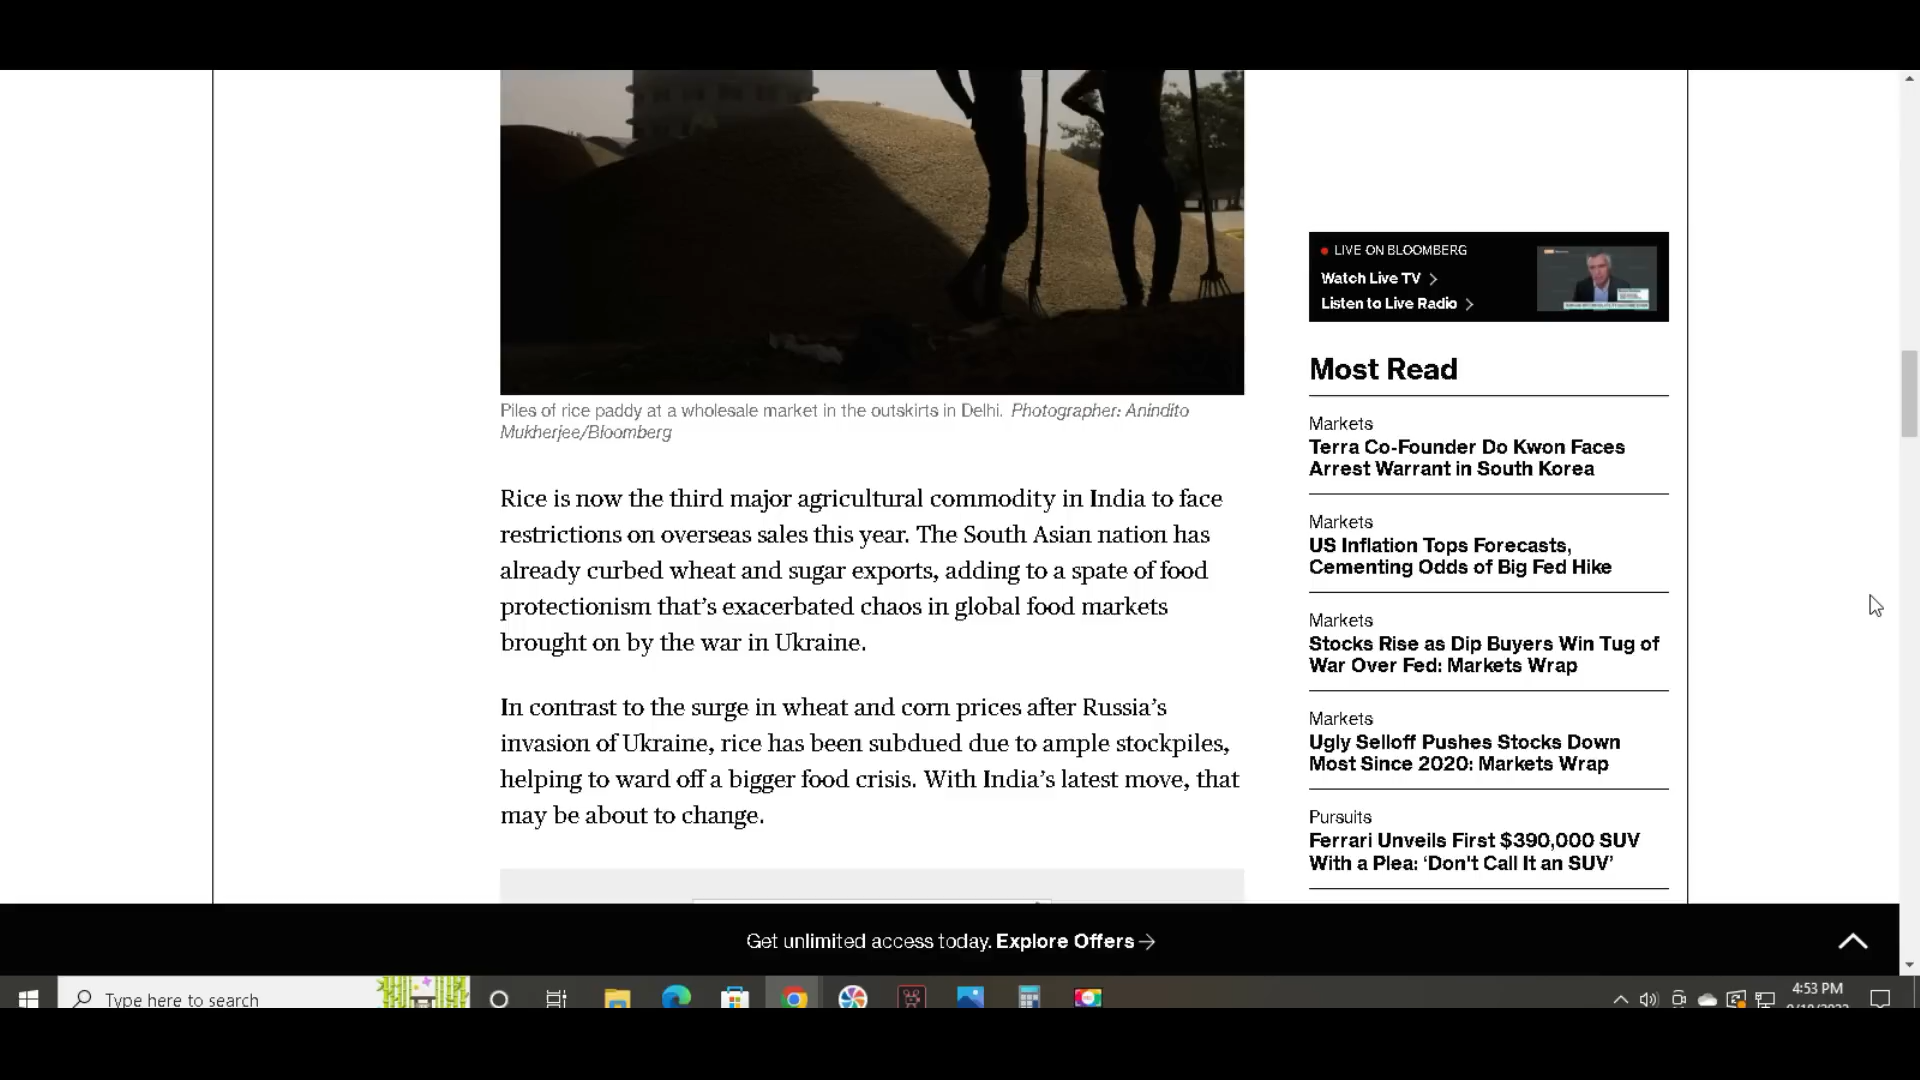 LIVE ON BLOOMBERG
Watch Live TV
Listen to Live Radio
Most Read
Piles of rice paddy at a wholesale market in the outskirts in Delhi. Photographer: Anindito
Mukherjee/Bloomberg
Markets
Terra Co-Founder Do Kwon Faces
Arrest Warrant in South Korea
Rice is now the third major agricultural commodity in India to face
restrictions on overseas sales this year. The South Asian nation has
already curbed wheat and sugar exports, adding to a spate of food
protectionism that's exacerbated chaos in global food markets
brought on by the war in Ukraine.
Markets
US Inflation Tops Forecasts,
Cementing Odds of Big Fed Hike
Markets
Stocks Rise as Dip Buyers Win Tug of
War Over Fed: Markets Wrap
In contrast to the surge in wheat and corn prices after Russia's
invasion of Ukraine, rice has been subdued due to ample stockpiles,
helping to ward off a bigger food crisis. With India's latest move, that
may be about to change.
Markets
Ugly Selloff Pushes Stocks Down
Most Since 2020: Markets Wrap
Pursuits
Ferrari Unveils First $390,000 SUV
With a Plea: ‘Don't Call It an SUV’
Get unlimited access today. Explore Offers
Type here to search
4:53 PM